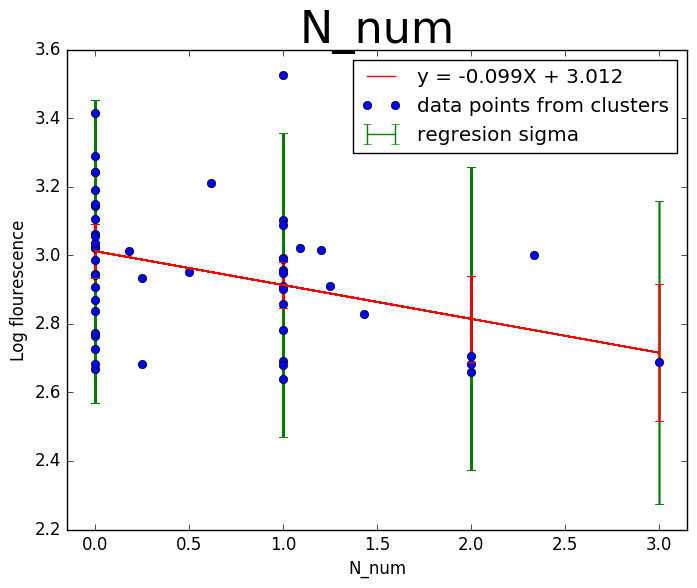 N_num
y = -0.099X + 3.012
data points from clusters
regresion sigma
Log flourescence
3.6
3.4
3.2
3.0
2.8
2.6
2.4
2.2
0.0 0.5 1.0 1.5 2.0 2.5 3.0
N_num